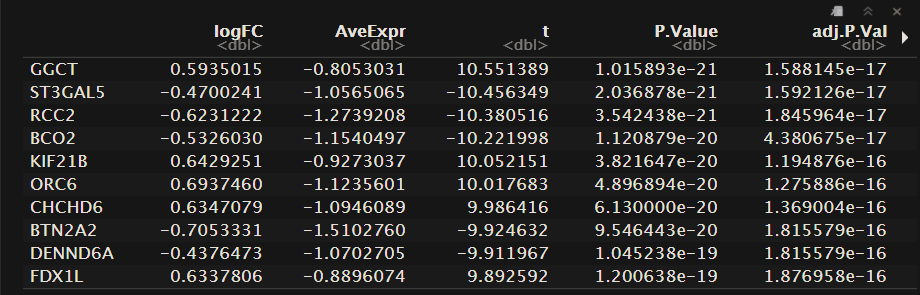 logFC AveExpr t P.Value adj.P.Val
<dbl> <dbl> <dbl> <dbl> <dbl>
GGCT 0.5935015 -0.8053031 10.551389 1.015893e-21 1.588145e-17
ST3GAL5 -0.4700241 -1.0565065 -10.456349 2.036878e-21 1.592126e-17
RCC2 -0.6231222 -1.2739208 -10.380516 3.542438e-21 1.845964e-17
BCO2 -0.5326030 -1.1540497 -10.221998 1.120879e-20 4.380675e-17
KIF21B 0.6429251 -0.9273037 10.052151 3.821647e-20 1.194876e-16
ORC6 0.6937460 -1.1235601 10.017683 4.896894e-20 1.275886e-16
CHCHD6 0.6347079 -1.0946089 9.986416 6.130000e-20 1.369004e-16
BTN2A2 -0.7053331 -1.5102760 -9.924632 9.546443e-20 1.815579e-16
DENND6A -0.4376473 -1.0702705 -9.911967 1.045238e-19 1.815579e-16
FDX1L 0.6337806 -0.8896074 9.892592 1.200638e-19 1.876958e-16